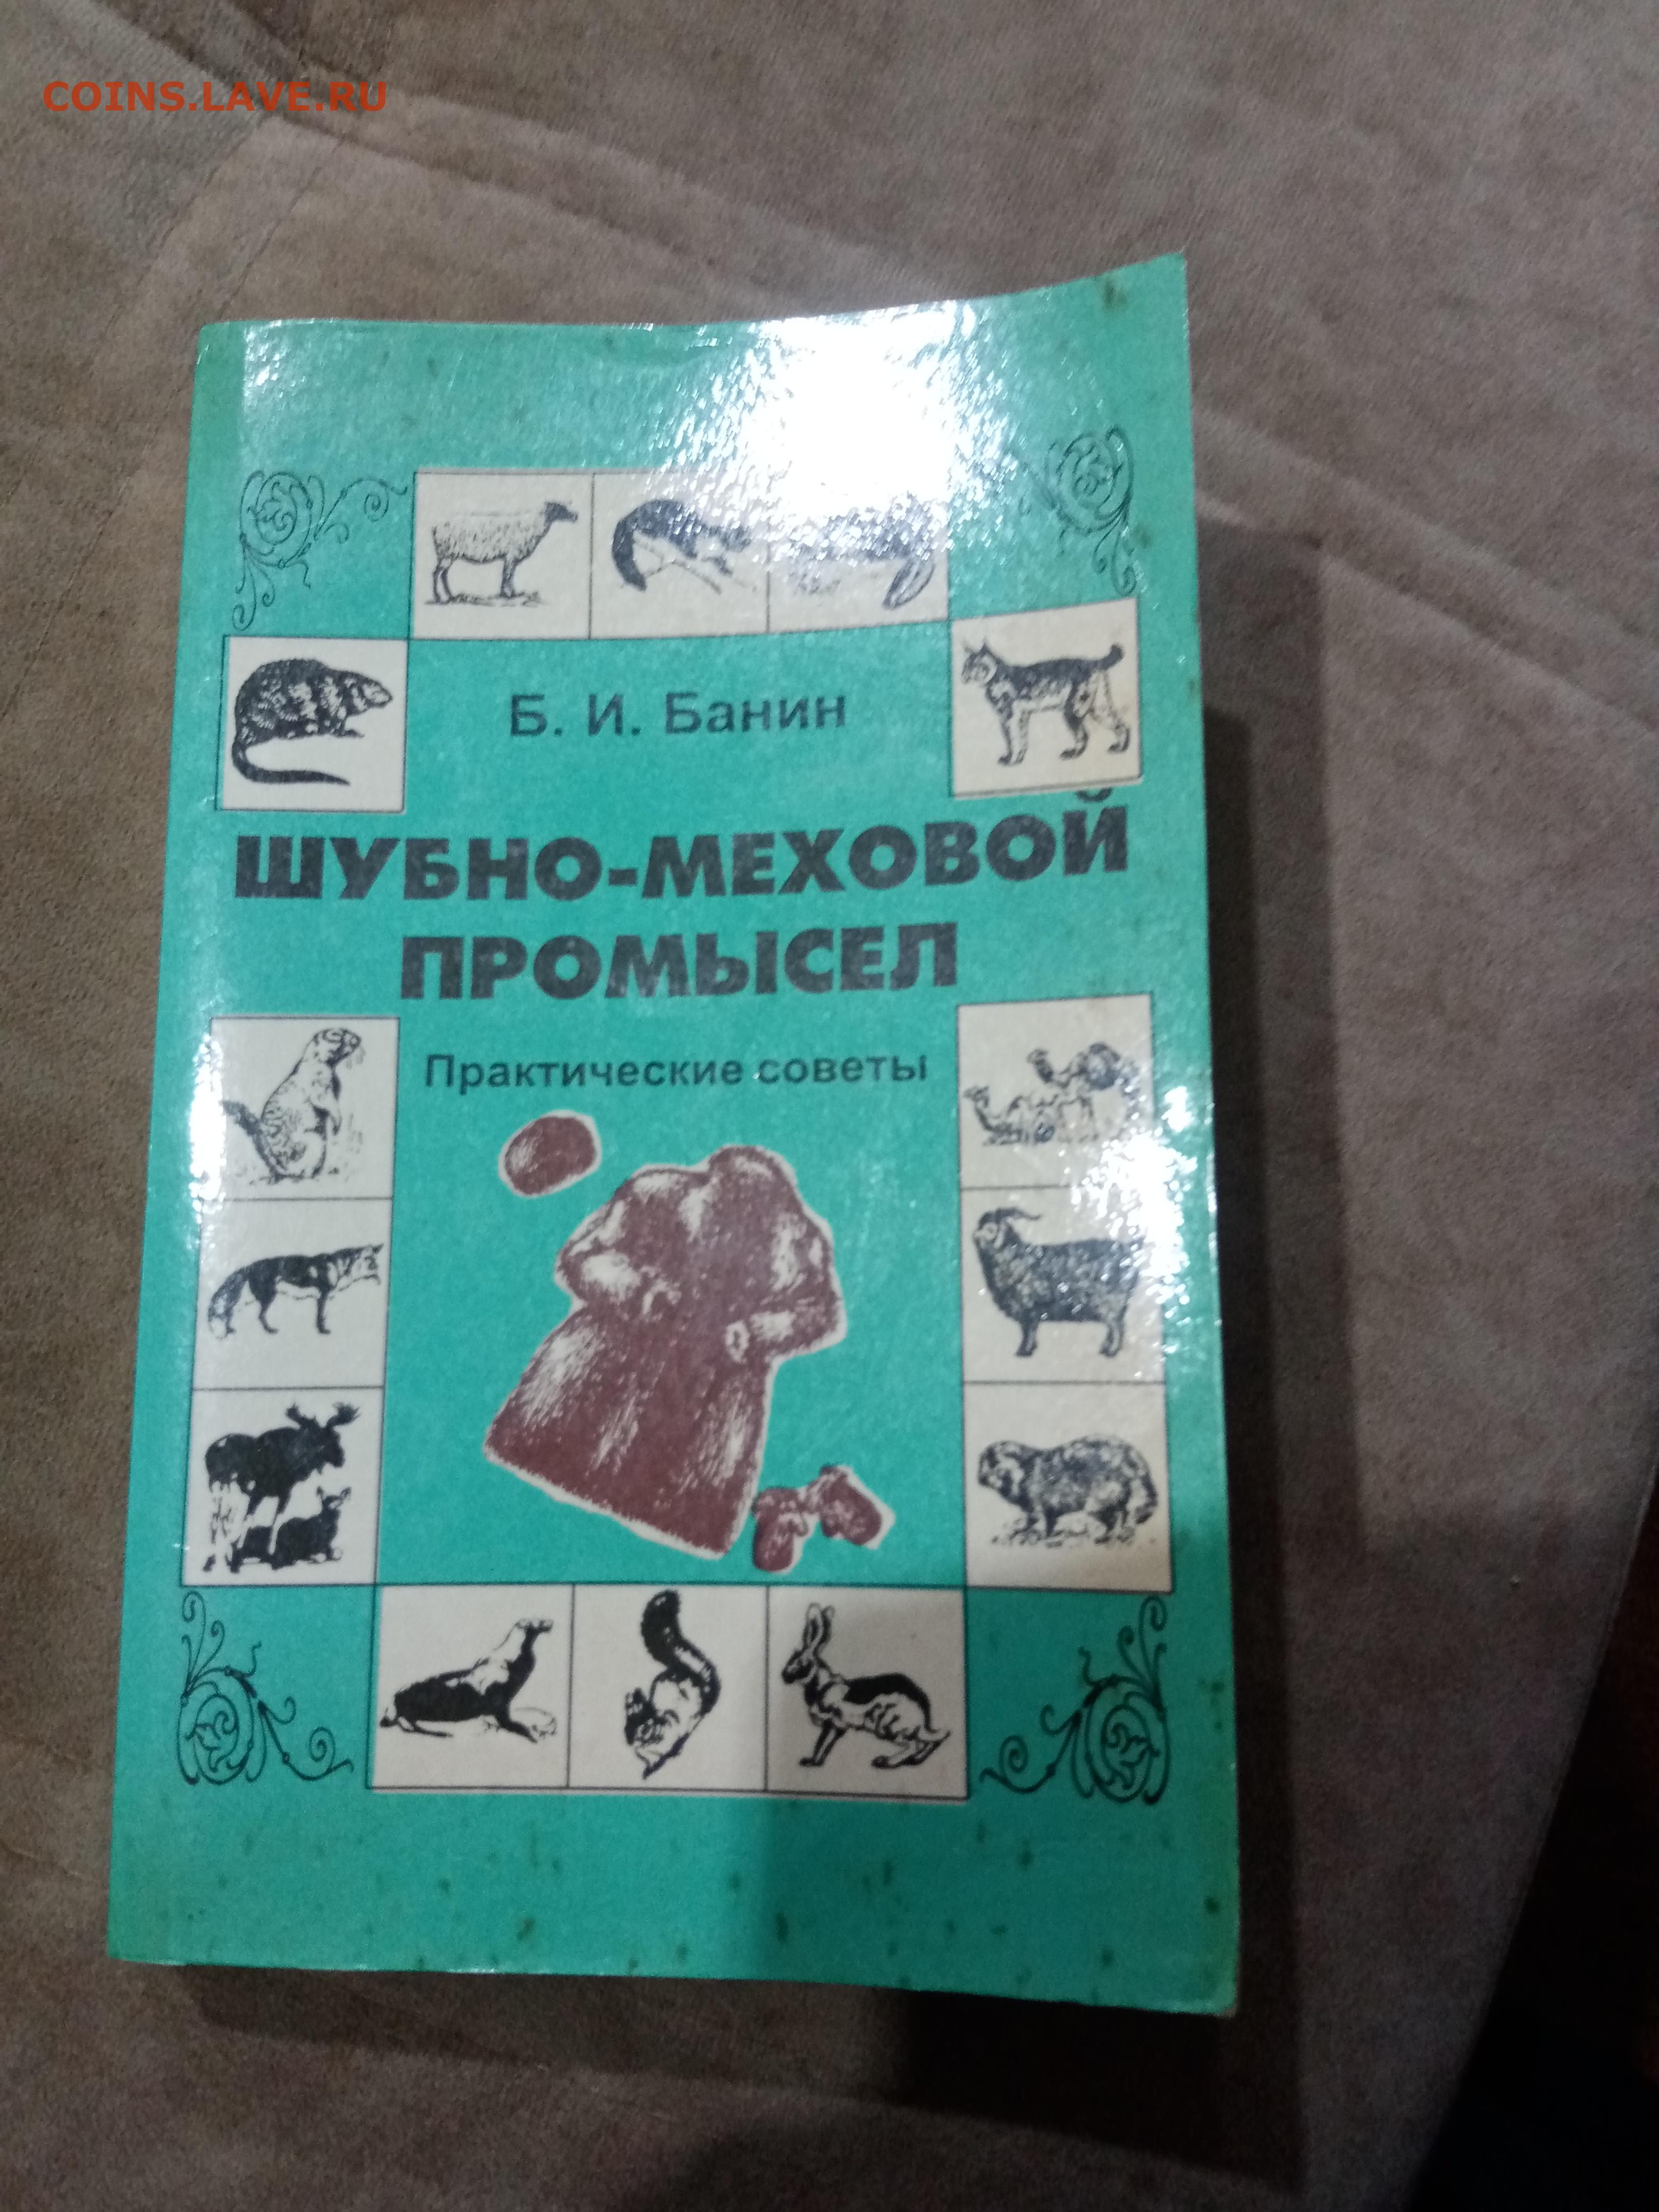 COINS.LAVE.RU
Б. И. Банин
ШУБНО-МЕХОВОЙ
ПРОМЫСЕЛ
Практические советы